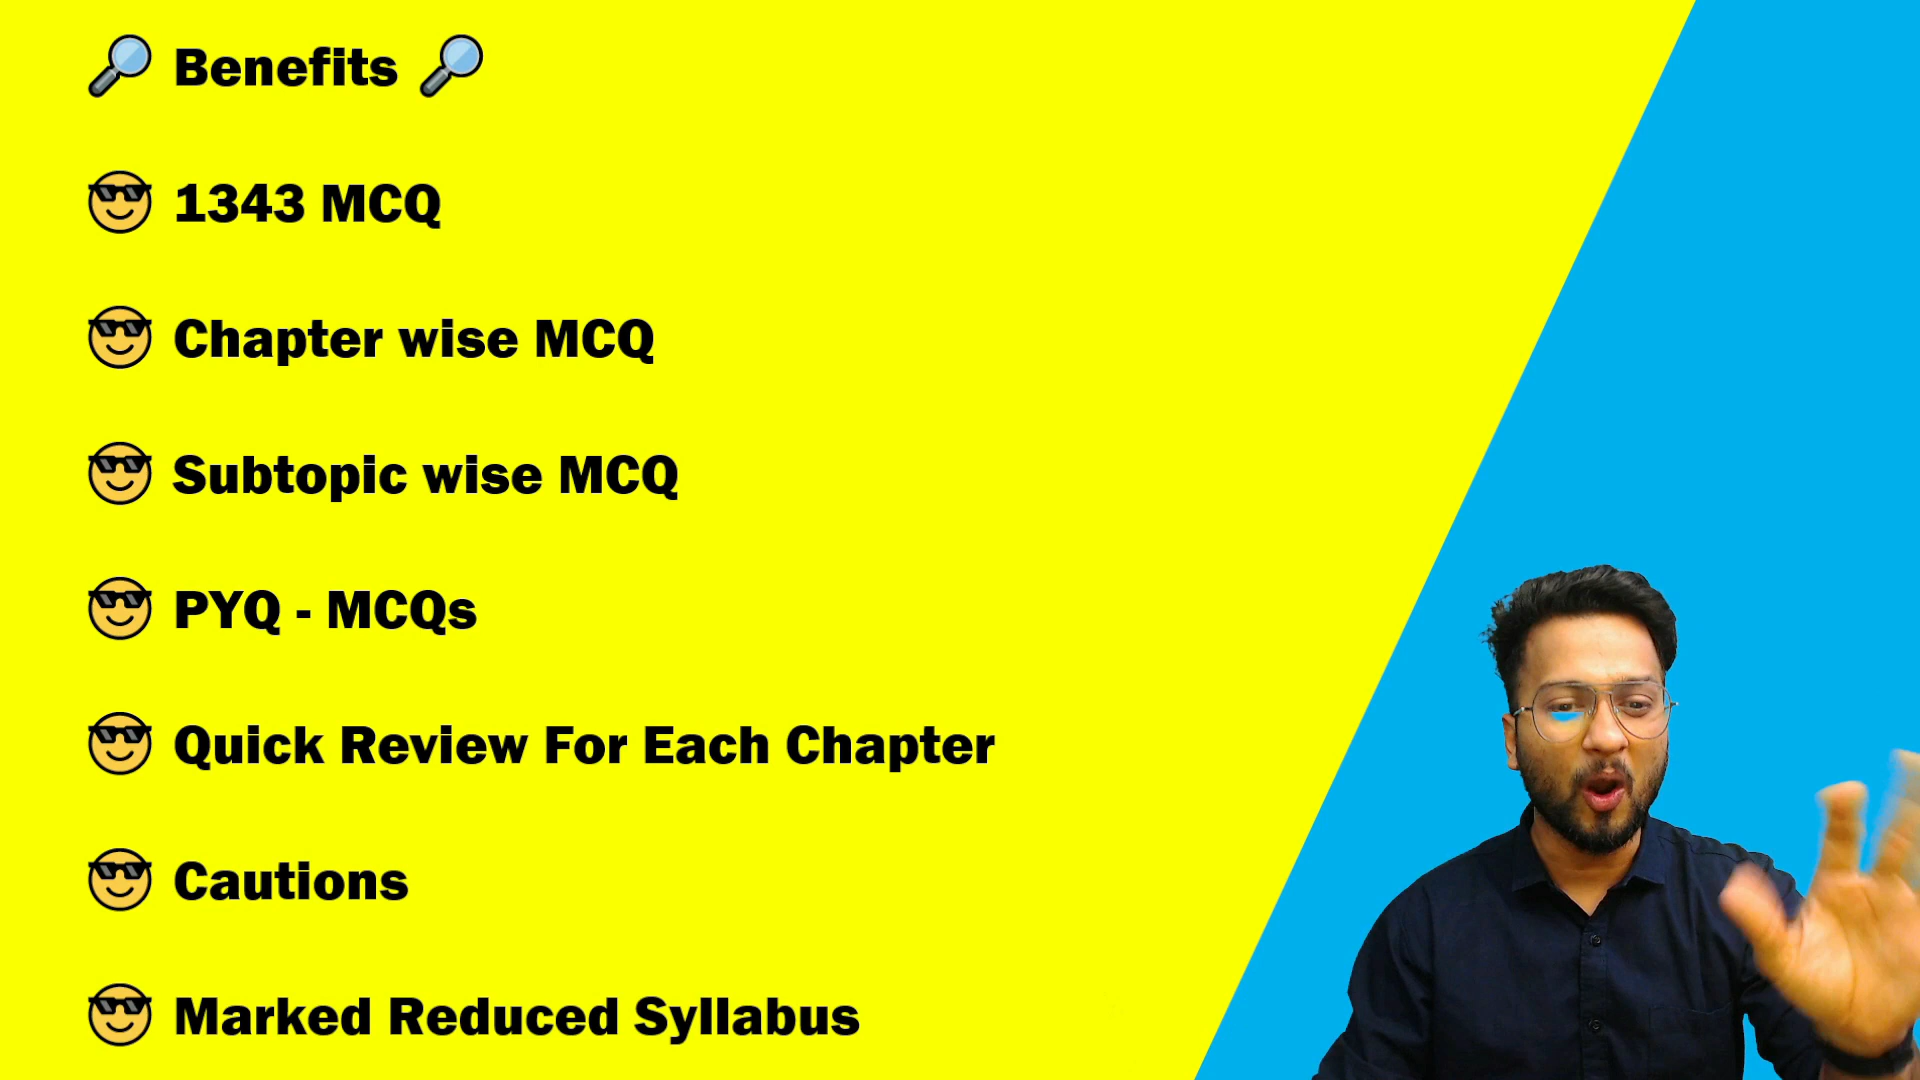 🔎 Benefits 🔎
😎 1343 MCQ
😎 Chapter wise MCQ
😎 Subtopic wise MCQ
😎 PYQ - MCQs
😎 Quick Review For Each Chapter
😎 Cautions
😎 Marked Reduced Syllabus